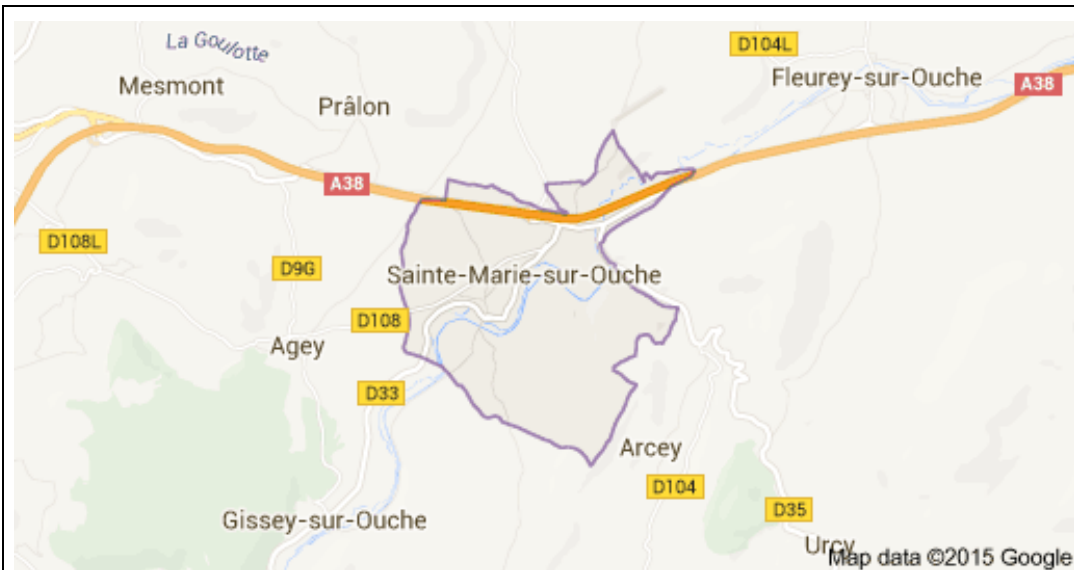 La Goulotte
D104L
Mesmont
Fleurey-sur-Ouche
A38
Prâlon
A38
D108L
D9G
Sainte-Marie-sur-Ouche
D108
Agey
D33
Arcey
D104
D35
Gissey-sur-Ouche
Urcy
Map data ©2015 Google